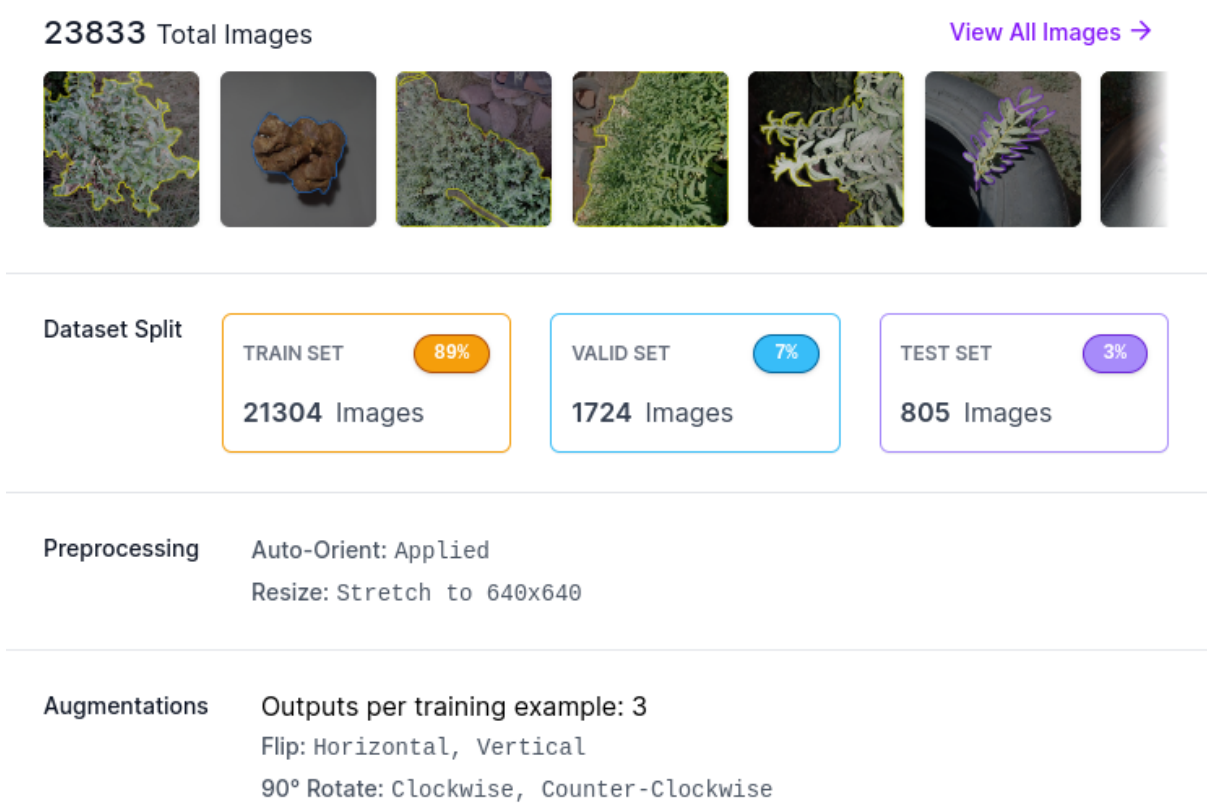 23833 Total Images
View All Images →
Dataset Split
TRAIN SET 89%
21304 Images
VALID SET 7%
1724 Images
TEST SET 3%
805 Images
Preprocessing
Auto-Orient: Applied
Resize: Stretch to 640x640
Augmentations
Outputs per training example: 3
Flip: Horizontal, Vertical
90° Rotate: Clockwise, Counter-Clockwise